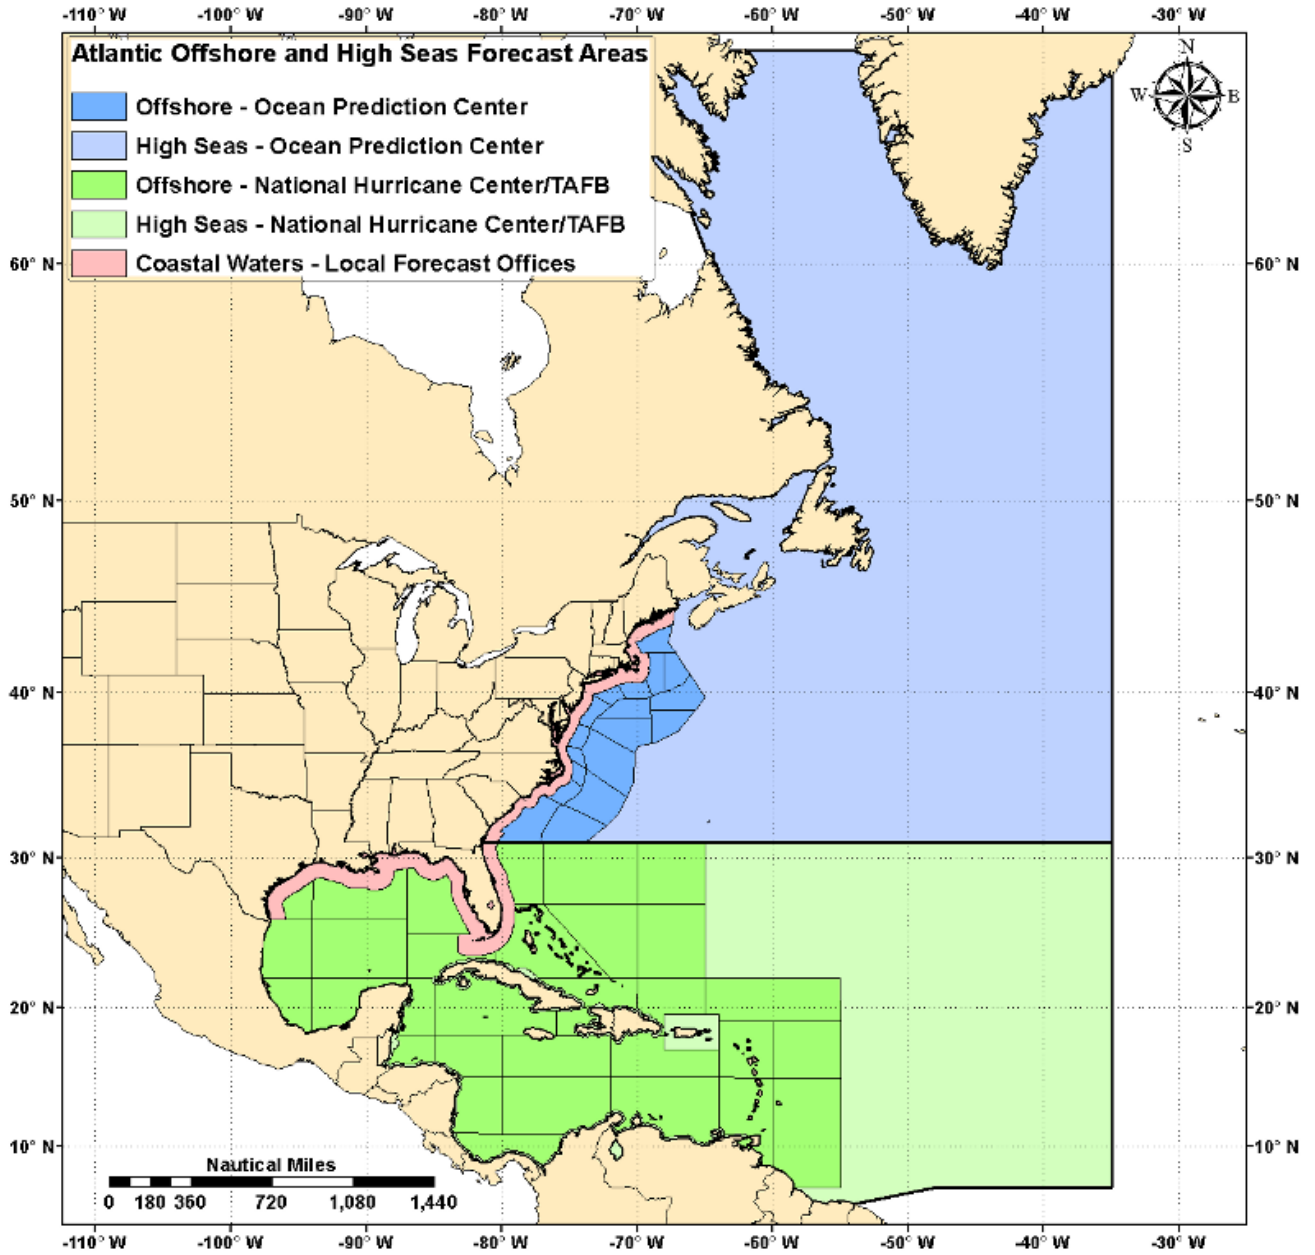 -110° W -100° W -90° W -80° W -70° W -60° W -50° W -40° W -30° W
Atlantic Offshore and High Seas Forecast Areas
Offshore - Ocean Prediction Center
High Seas - Ocean Prediction Center
Offshore - National Hurricane Center/TAFB
High Seas - National Hurricane Center/TAFB
Coastal Waters - Local Forecast Offices
N
W E
S
60° N 60° N
50° N 50° N
40° N 40° N
30° N 30° N
20° N 20° N
10° N 10° N
Nautical Miles
0 180 360 720 1,080 1,440
-110° W -100° W -90° W -80° W -70° W -60° W -50° W -40° W -30° W